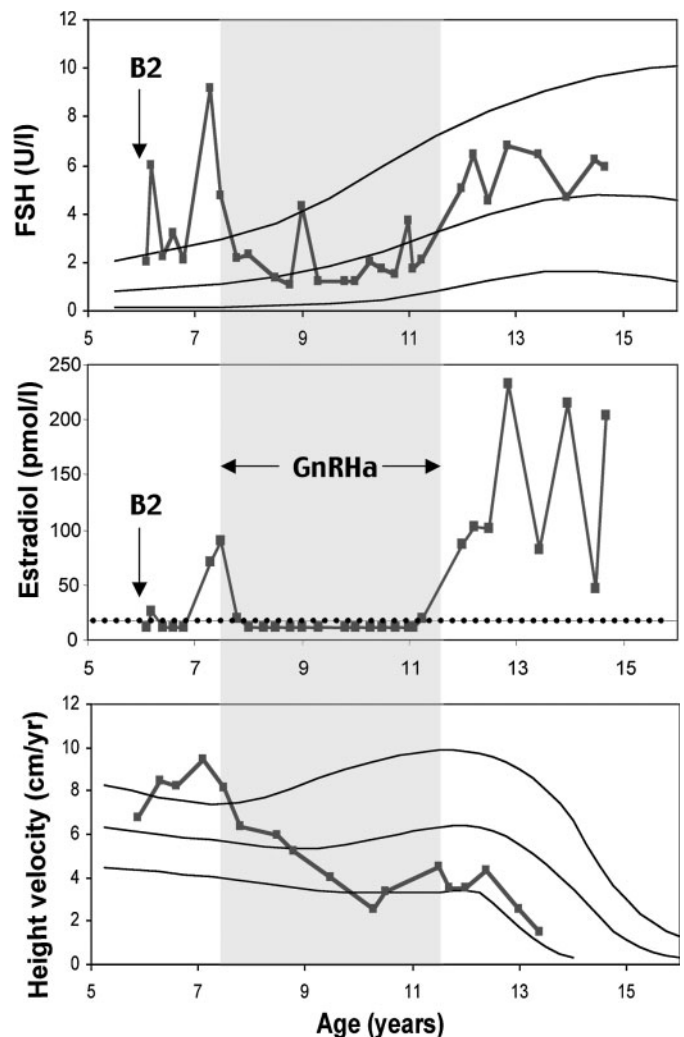 FSH (U/l)
12
10
8
6
4
2
0
B2
5 7 9 11 13 15
Estradiol (pmol/l)
250
200
150
100
50
0
B2
GnRHa
5 7 9 11 13 15
Height velocity (cm/yr)
12
10
8
6
4
2
0
5 7 9 11 13 15
Age (years)